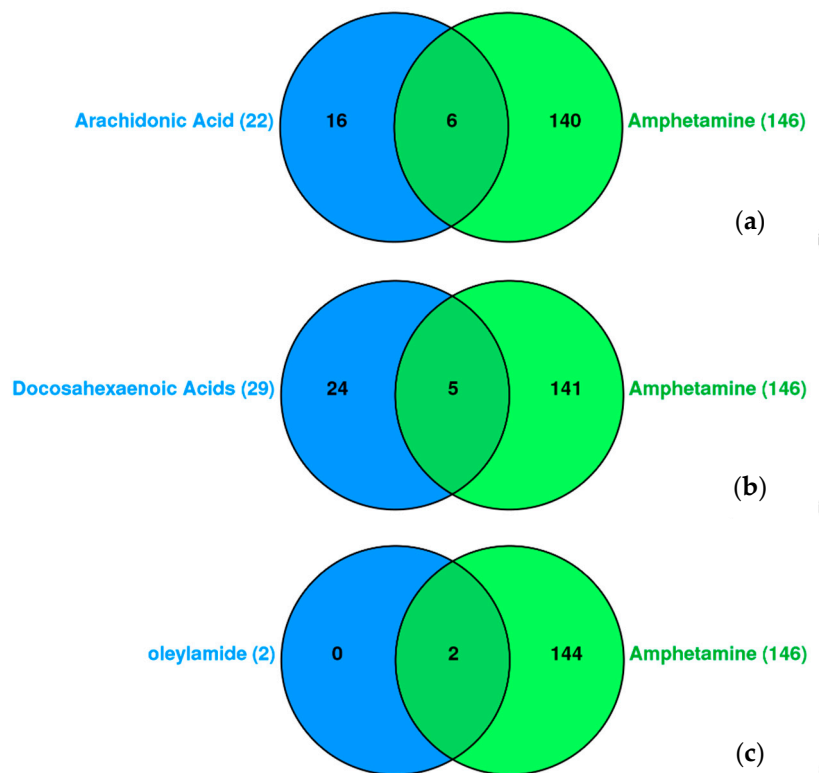 Arachidonic Acid (22) 16 6 140 Amphetamine (146)
(a)
Docosahexaenoic Acids (29) 24 5 141 Amphetamine (146)
(b)
oleylamide (2) 0 2 144 Amphetamine (146)
(c)